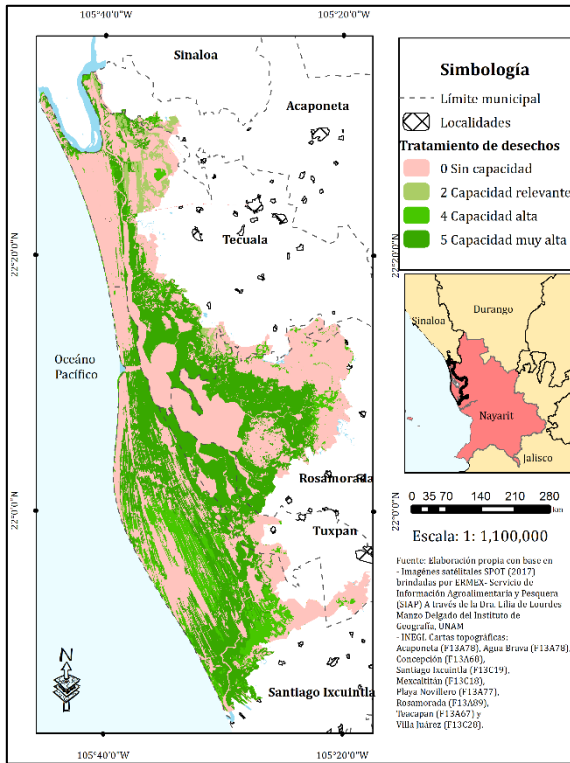 105°40'0"W
105°20'0"W
Sinaloa
Acaponeta
Tecuala
22°20'0"N
22°20'0"N
Océano
Pacífico
Rosamorada
22°0'0"N
22°0'0"N
Tuxpan
Santiago Ixcuintla
N
105°40'0"W
105°20'0"W
Simbología
Límite municipal
Localidades
Tratamiento de desechos
0 Sin capacidad
2 Capacidad relevante
4 Capacidad alta
5 Capacidad muy alta
Sinaloa
Durango
Nayarit
Jalisco
0 35 70 140 210 280
km
Escala: 1: 1,100,000
Fuente: Elaboración propia con base en
- Imagénes satélitales SPOT (2017)
brindadas por ERMEX- Servicio de
Información Agroalimentaria y Pesquera
(SIAP) A través de la Dra. Lilia de Lourdes
Manzo Delgado del Instituto de
Geografía, UNAM
- INEGI. Cartas topográficas:
Acaponeta (F13A78), Agua Brava (F13A78),
Concepción (F13A68),
Santiago Ixcuintla (F13C19),
Mexcaltitán (F13C18),
Playa Novillero (F13A77),
Rosamorada (F13A89),
Teacapan (F13A67) y
Villa Juárez (F13C28).